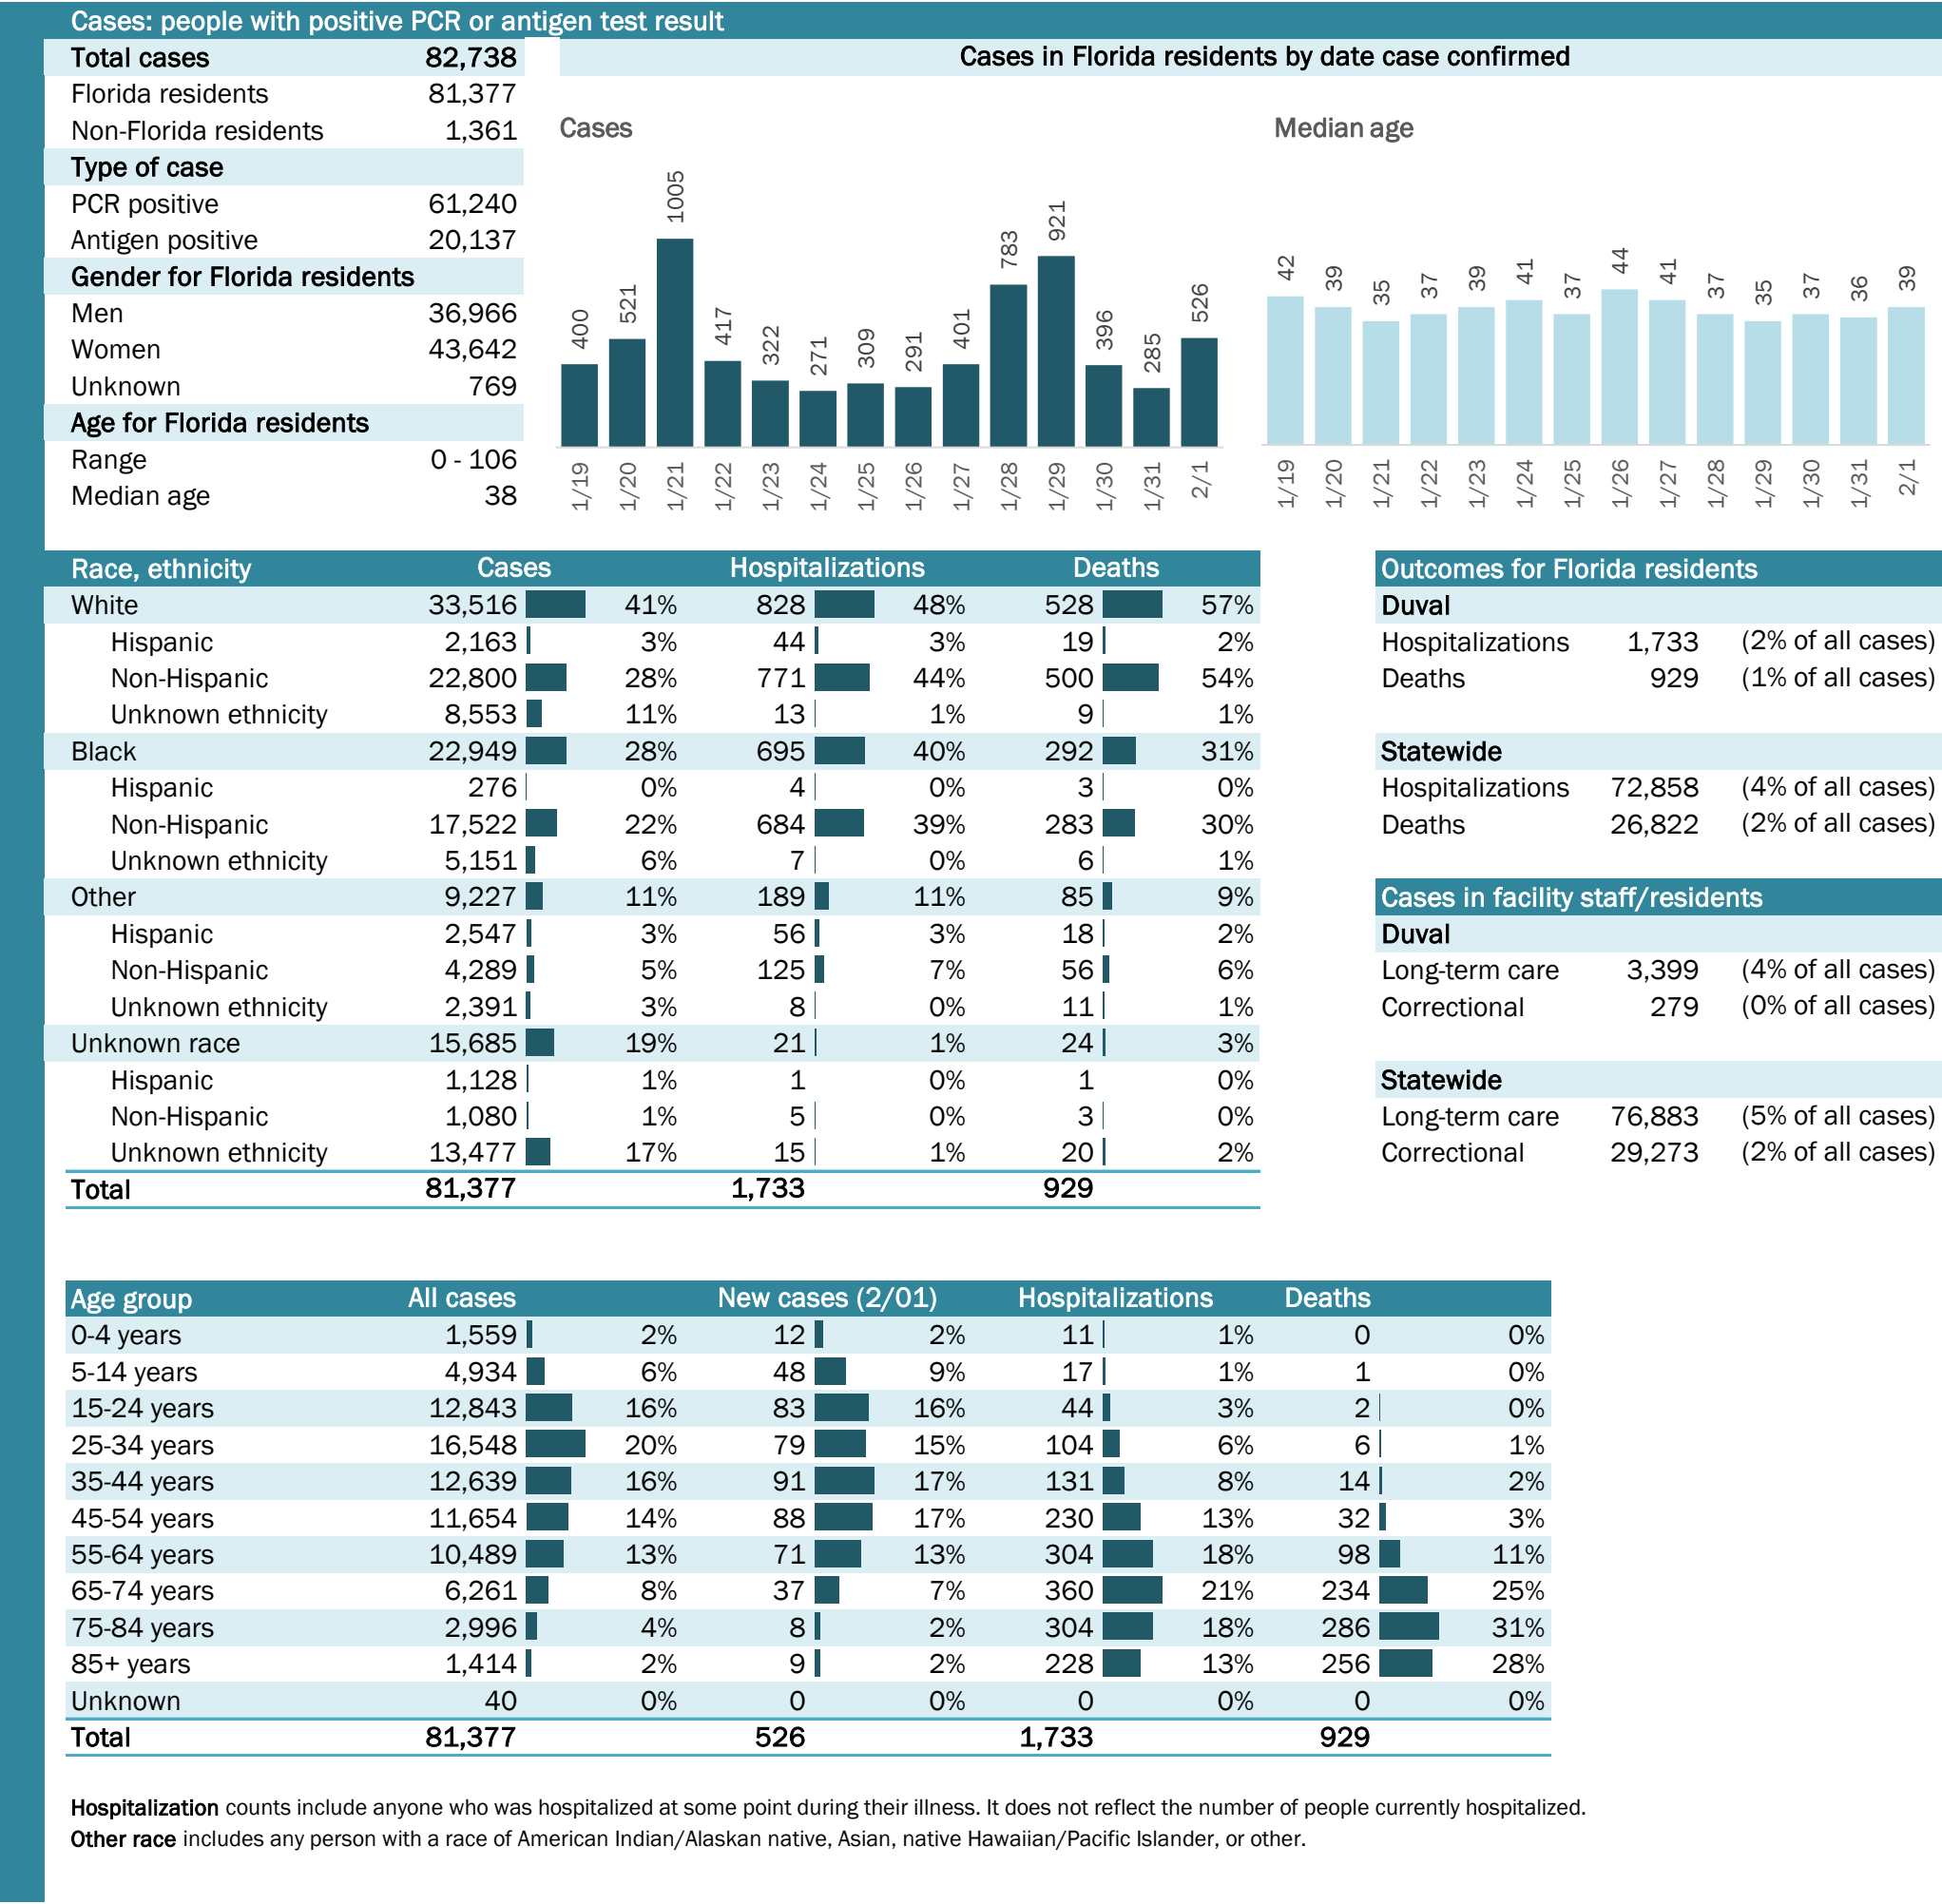 Cases: people with positive PCR or antigen test result
Total cases 82,738
Florida residents 81,377
Non-Florida residents 1,361
Type of case
PCR positive 61,240
Antigen positive 20,137
Gender for Florida residents
Men 36,966
Women 43,642
Unknown 769
Age for Florida residents
Range 0 - 106
Median age 38
Cases in Florida residents by date case confirmed
Cases
400 521 1005 417 322 271 309 291 401 783 921 396 285 526
1/19 1/20 1/21 1/22 1/23 1/24 1/25 1/26 1/27 1/28 1/29 1/30 1/31 2/1
Median age
42 39 35 37 39 41 37 44 41 37 35 37 36 39
1/19 1/20 1/21 1/22 1/23 1/24 1/25 1/26 1/27 1/28 1/29 1/30 1/31 2/1
Race, ethnicity Cases Hospitalizations Deaths
White 33,516 41% 828 48% 528 57%
Hispanic 2,163 3% 44 3% 19 2%
Non-Hispanic 22,800 28% 771 44% 500 54%
Unknown ethnicity 8,553 11% 13 1% 9 1%
Black 22,949 28% 695 40% 292 31%
Hispanic 276 0% 4 0% 3 0%
Non-Hispanic 17,522 22% 684 39% 283 30%
Unknown ethnicity 5,151 6% 7 0% 6 1%
Other 9,227 11% 189 11% 85 9%
Hispanic 2,547 3% 56 3% 18 2%
Non-Hispanic 4,289 5% 125 7% 56 6%
Unknown ethnicity 2,391 3% 8 0% 11 1%
Unknown race 15,685 19% 21 1% 24 3%
Hispanic 1,128 1% 1 0% 1 0%
Non-Hispanic 1,080 1% 5 0% 3 0%
Unknown ethnicity 13,477 17% 15 1% 20 2%
Total 81,377 1,733 929
Outcomes for Florida residents
Duval
Hospitalizations 1,733 (2% of all cases)
Deaths 929 (1% of all cases)
Statewide
Hospitalizations 72,858 (4% of all cases)
Deaths 26,822 (2% of all cases)
Cases in facility staff/residents
Duval
Long-term care 3,399 (4% of all cases)
Correctional 279 (0% of all cases)
Statewide
Long-term care 76,883 (5% of all cases)
Correctional 29,273 (2% of all cases)
Age group All cases New cases (2/01) Hospitalizations Deaths
0-4 years 1,559 2% 12 2% 11 1% 0 0%
5-14 years 4,934 6% 48 9% 17 1% 1 0%
15-24 years 12,843 16% 83 16% 44 3% 2 0%
25-34 years 16,548 20% 79 15% 104 6% 6 1%
35-44 years 12,639 16% 91 17% 131 8% 14 2%
45-54 years 11,654 14% 88 17% 230 13% 32 3%
55-64 years 10,489 13% 71 13% 304 18% 98 11%
65-74 years 6,261 8% 37 7% 360 21% 234 25%
75-84 years 2,996 4% 8 2% 304 18% 286 31%
85+ years 1,414 2% 9 2% 228 13% 256 28%
Unknown 40 0% 0 0% 0 0% 0 0%
Total 81,377 526 1,733 929
Hospitalization counts include anyone who was hospitalized at some point during their illness. It does not reflect the number of people currently hospitalized.
Other race includes any person with a race of American Indian/Alaskan native, Asian, native Hawaiian/Pacific Islander, or other.